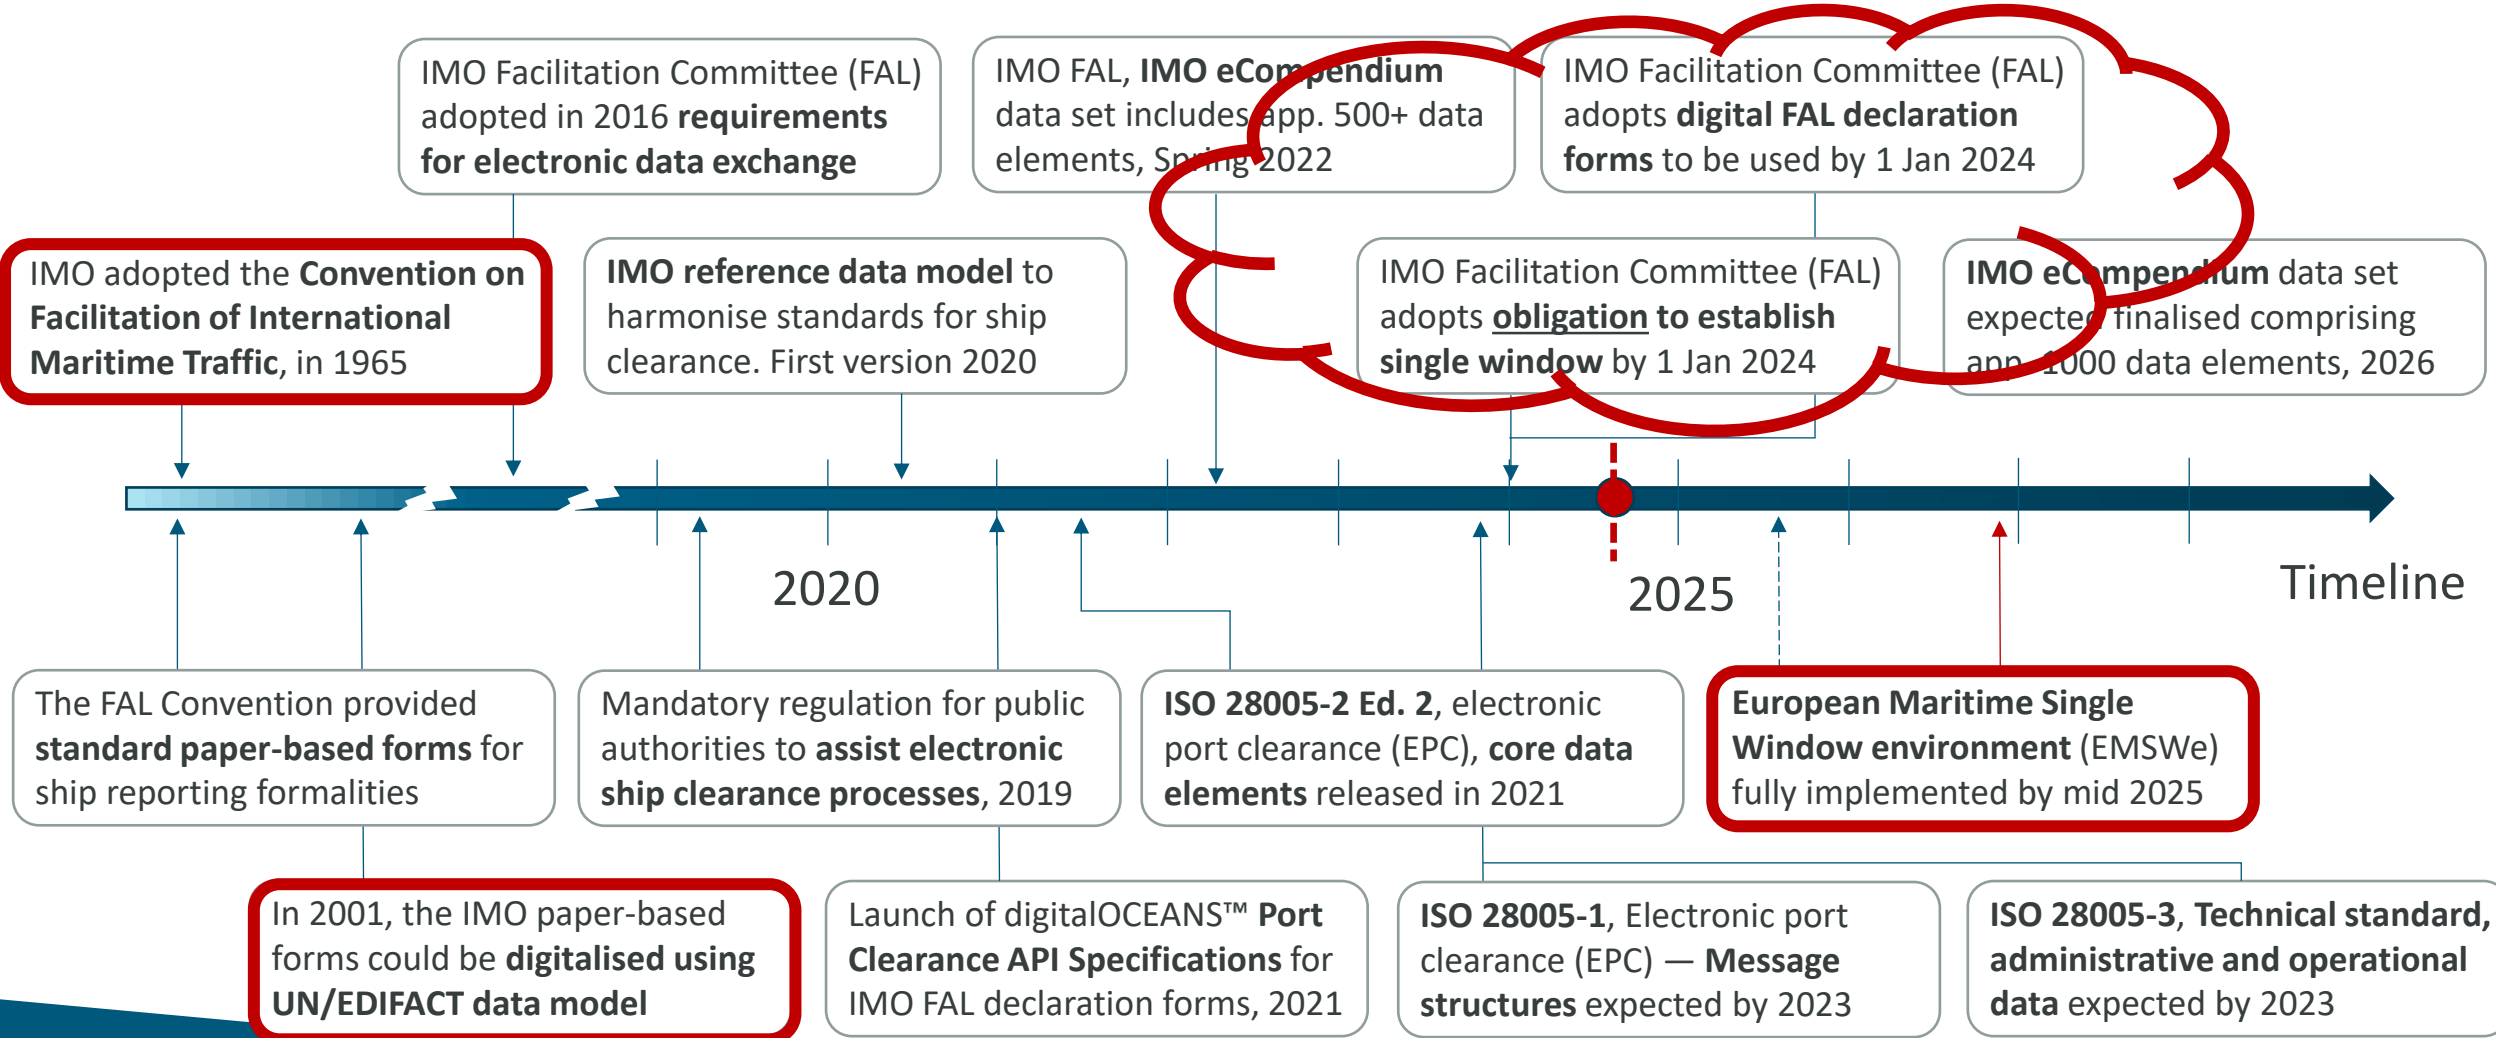 IMO Facilitation Committee (FAL)
adopted in 2016 requirements
for electronic data exchange
IMO FAL, IMO eCompendium
data set includes app. 500+ data
elements, Spring 2022
IMO Facilitation Committee (FAL)
adopts digital FAL declaration
forms to be used by 1 Jan 2024
IMO adopted the Convention on
Facilitation of International
Maritime Traffic, in 1965
IMO reference data model to
harmonise standards for ship
clearance. First version 2020
IMO Facilitation Committee (FAL)
adopts obligation to establish
single window by 1 Jan 2024
IMO eCompendium data set
expected finalised comprising
app. 1000 data elements, 2026
2020
2025
Timeline
The FAL Convention provided
standard paper-based forms for
ship reporting formalities
Mandatory regulation for public
authorities to assist electronic
ship clearance processes, 2019
ISO 28005-2 Ed. 2, electronic
port clearance (EPC), core data
elements released in 2021
European Maritime Single
Window environment (EMSWe)
fully implemented by mid 2025
In 2001, the IMO paper-based
forms could be digitalised using
UN/EDIFACT data model
Launch of digitalOCEANS™ Port
Clearance API Specifications for
IMO FAL declaration forms, 2021
ISO 28005-1, Electronic port
clearance (EPC) — Message
structures expected by 2023
ISO 28005-3, Technical standard,
administrative and operational
data expected by 2023